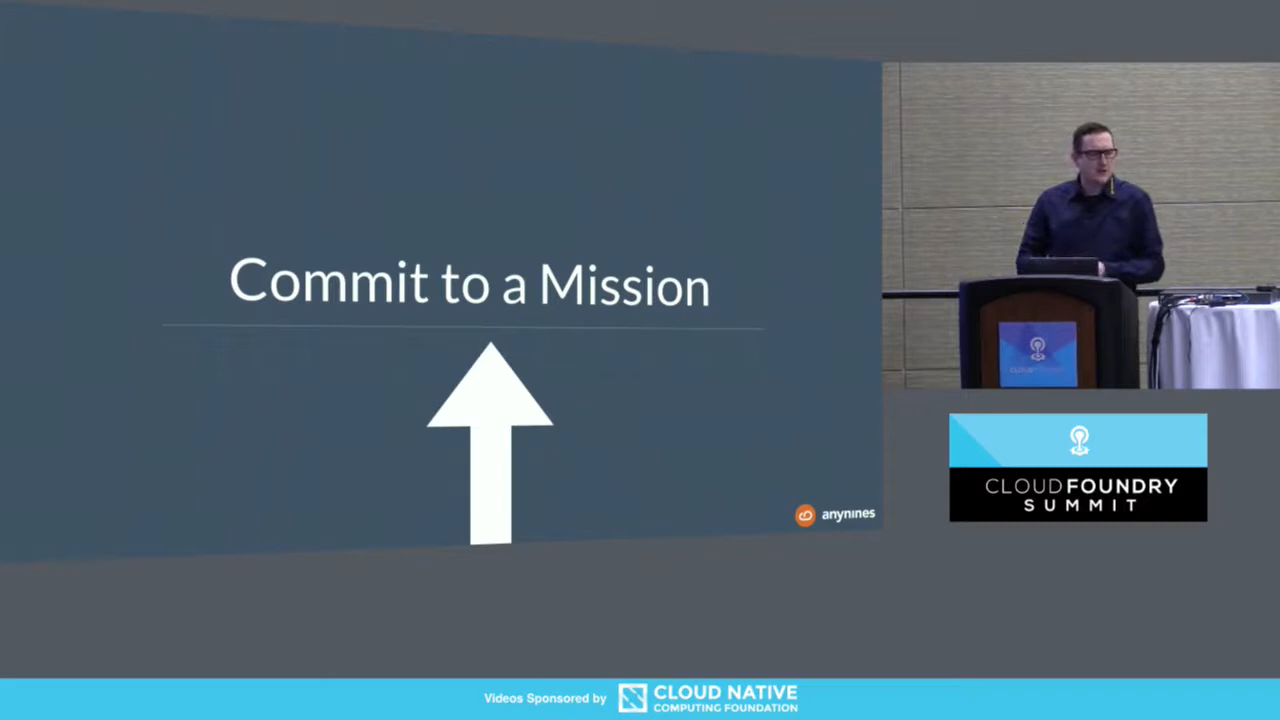 Commit to a Mission
anynines
CLOUD FOUNDRY
SUMMIT
Videos Sponsored by
CLOUD NATIVE
COMPUTING FOUNDATION